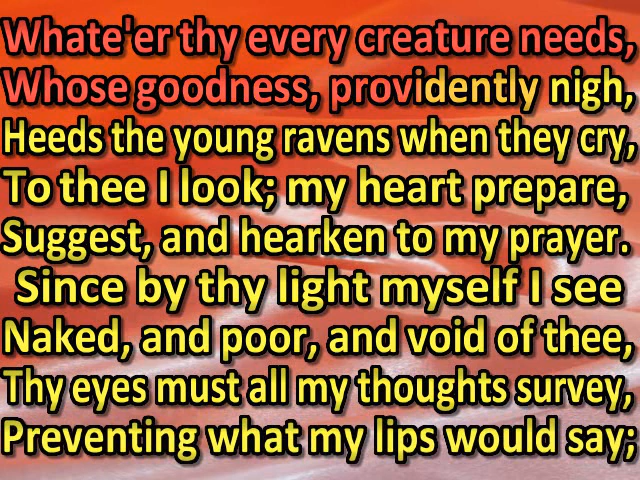 Whate'er thy every creature needs,
Whose goodness, providently nigh,
Heeds the young ravens when they cry,
To thee I look; my heart prepare,
Suggest, and hearken to my prayer.
Since by thy light myself I see
Naked, and poor, and void of thee,
Thy eyes must all my thoughts survey,
Preventing what my lips would say;